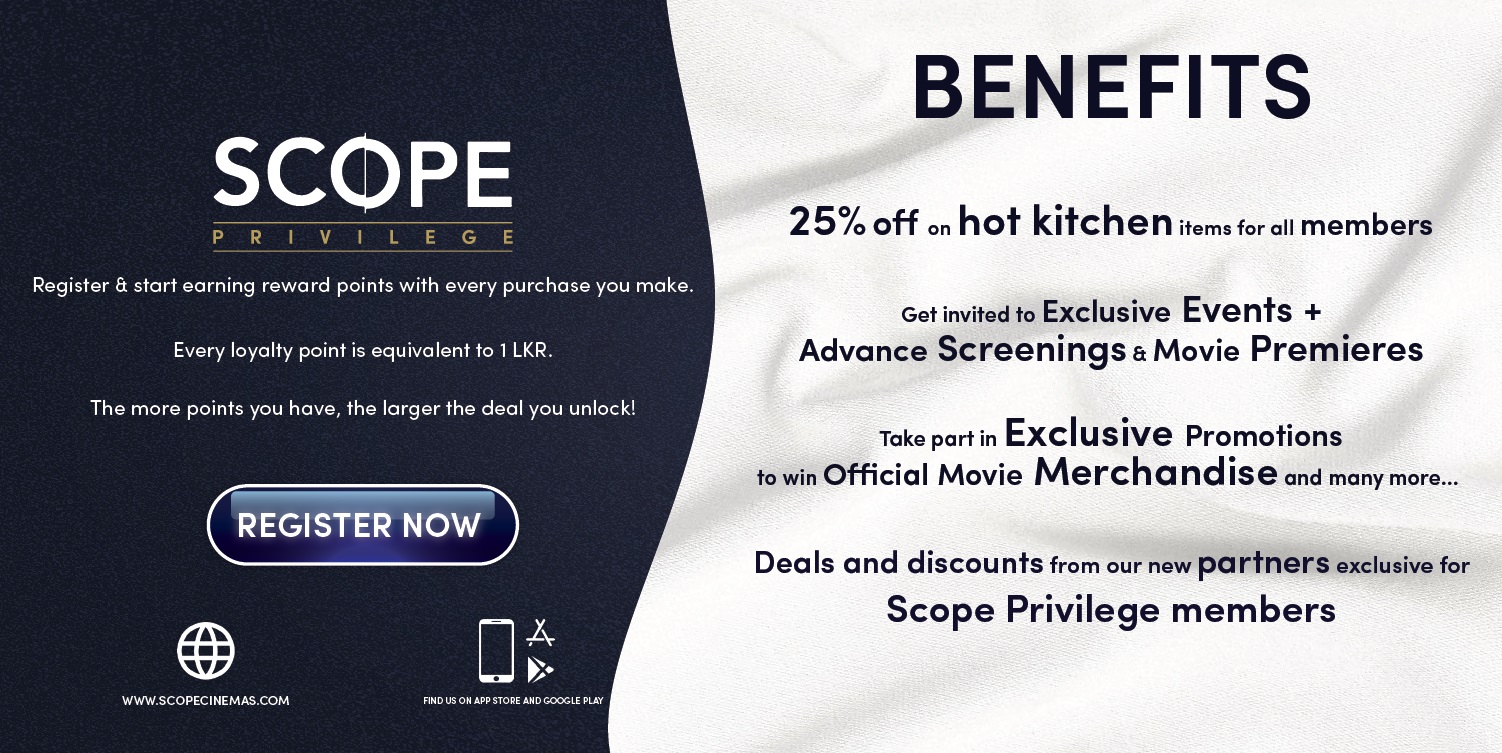 SCOPE
PRIVILEGE
Register & start earning reward points with every purchase you make.
Every loyalty point is equivalent to 1 LKR.
The more points you have, the larger the deal you unlock!
REGISTER NOW
WWW.SCOPECINEMAS.COM
FIND US ON APP STORE AND GOOGLE PLAY
BENEFITS
25% off on hot kitchen items for all members
Get invited to Exclusive Events +
Advance Screenings & Movie Premieres
Take part in Exclusive Promotions
to win Official Movie Merchandise and many more...
Deals and discounts from our new partners exclusive for
Scope Privilege members